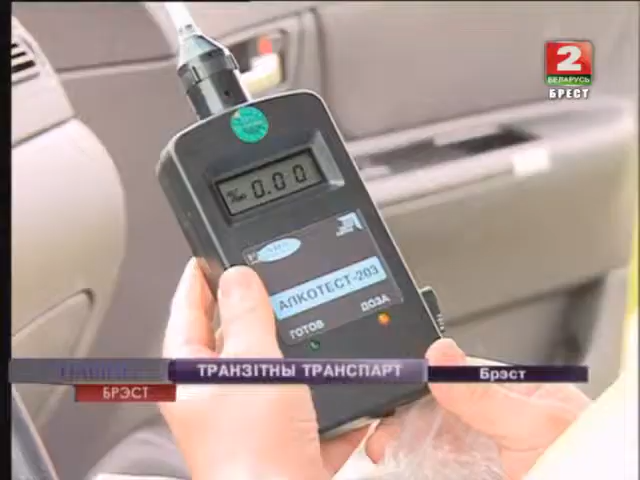 2
БЕЛАРУСЬ
БРЕСТ
‰ 0.00
АЛКОТЕСТ-203
ГОТОВ
ДОЗА
ТРАНЗІТНЫ ТРАНСПАРТ
Брэст
БРЭСТ